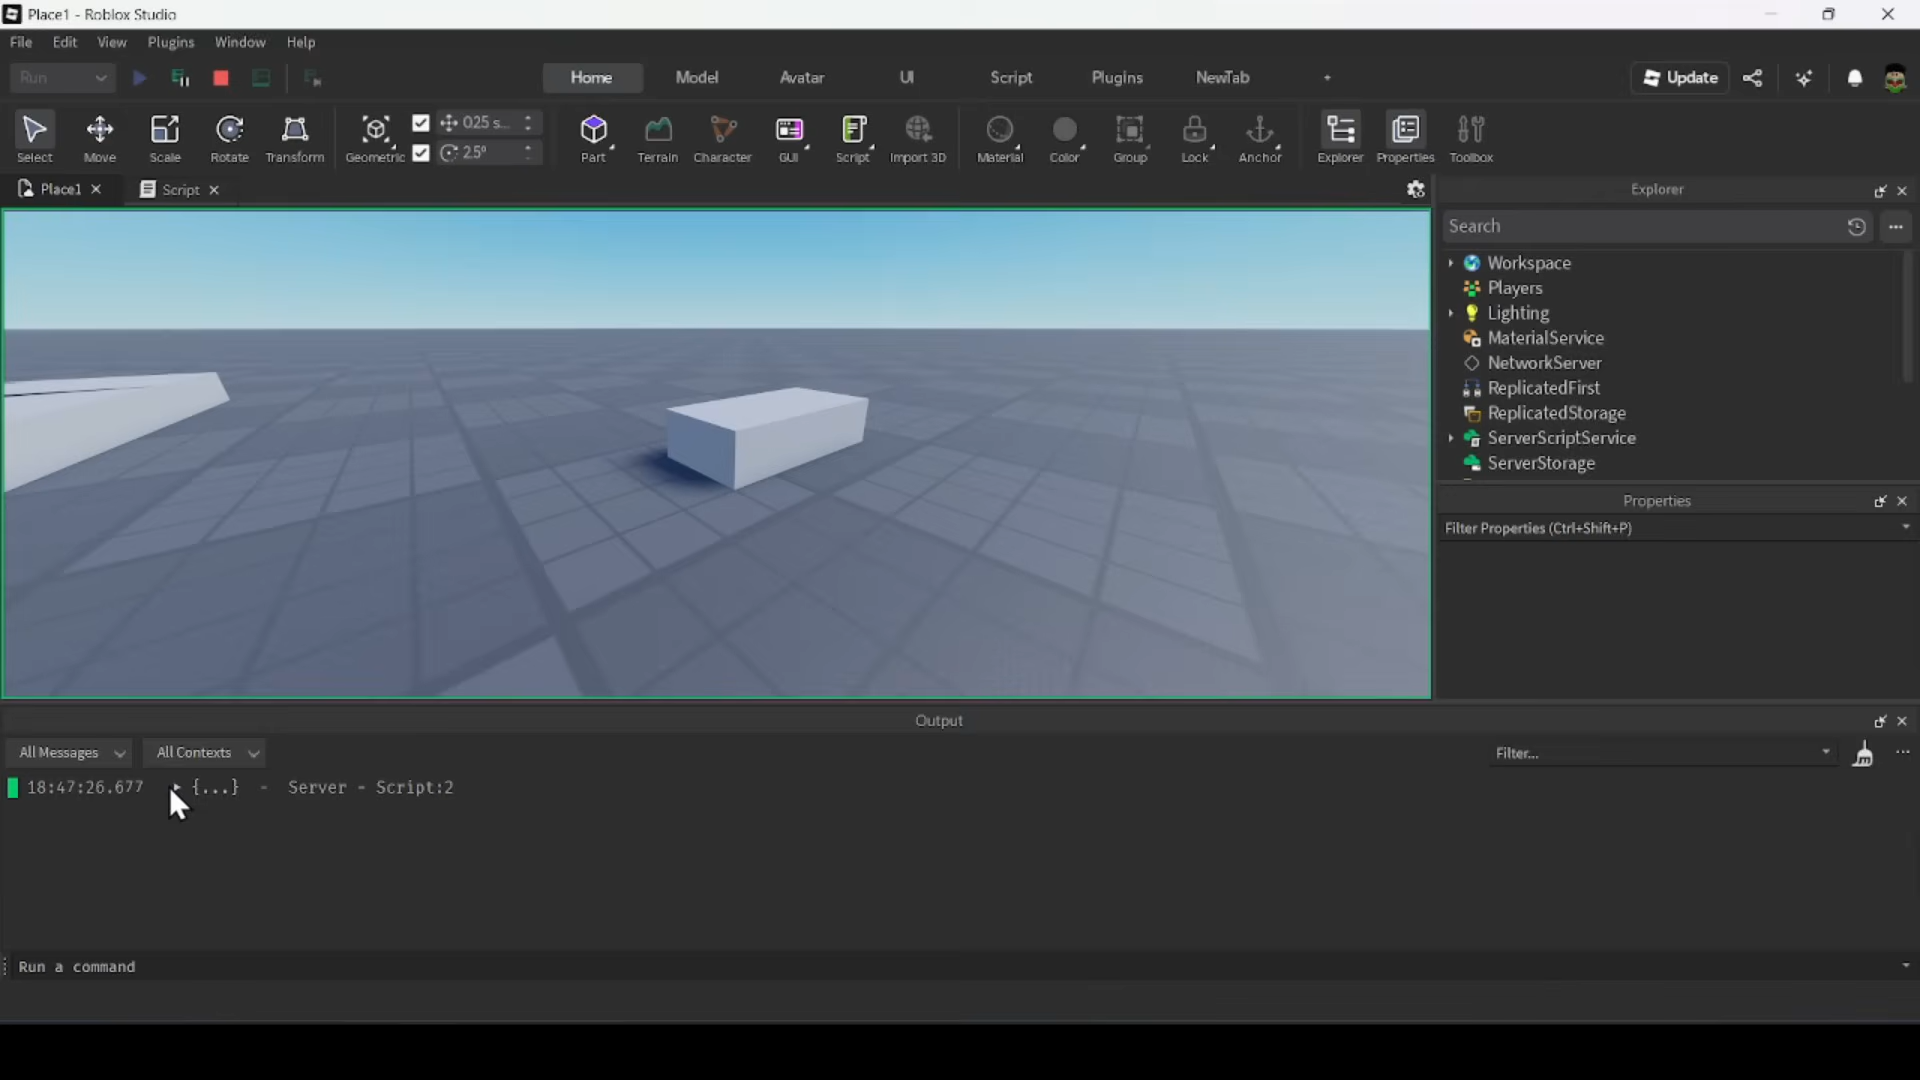 Place1 - Roblox Studio
File Edit View Plugins Window Help
Run
Home Model Avatar UI Script Plugins NewTab +
Update
Select Move Scale Rotate Transform Geometric
025 s...
2.5°
Part Terrain Character GUI Script Import 3D Material Color Group Lock Anchor Explorer Properties Toolbox
Place1
Script
Explorer
Search
Workspace
Players
Lighting
MaterialService
NetworkServer
ReplicatedFirst
ReplicatedStorage
ServerScriptService
ServerStorage
Properties
Filter Properties (Ctrl+Shift+P)
Output
All Messages All Contexts Filter...
18:47:26.677 {...} - Server - Script:2
Run a command